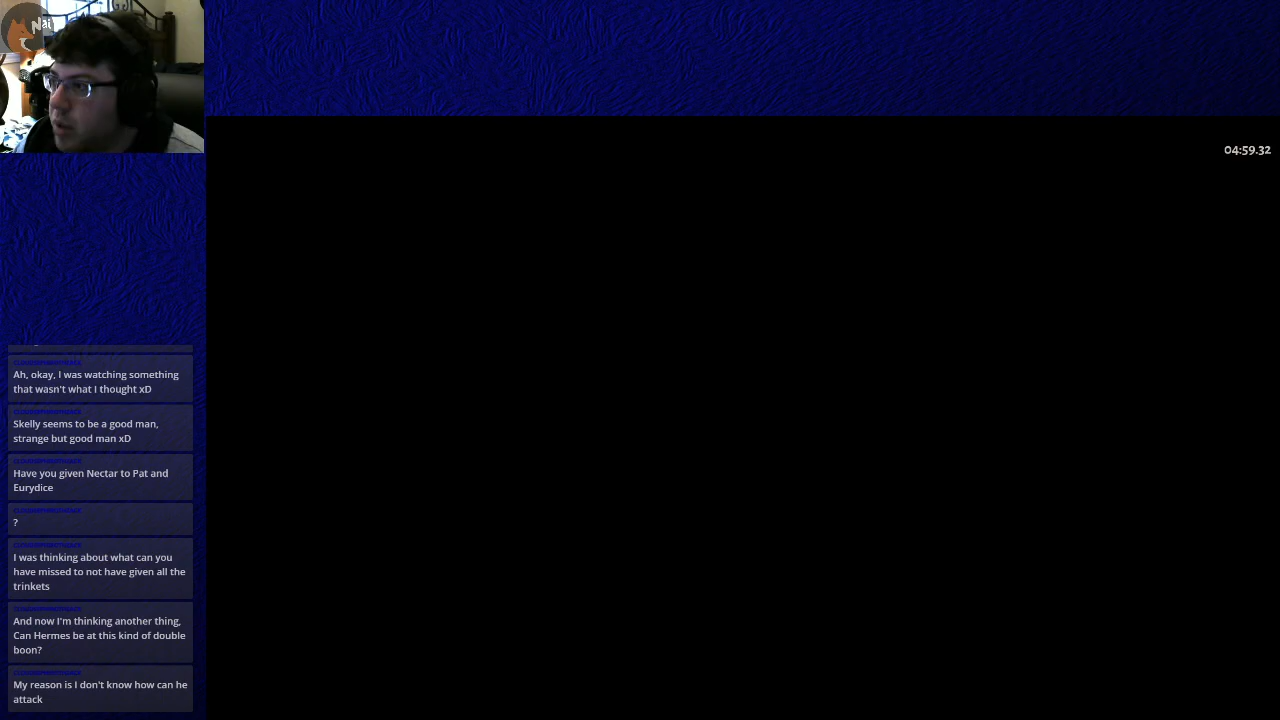 Nai
04:59.32
Ah, okay, I was watching something
that wasn't what I thought xD
Skelly seems to be a good man,
strange but good man xD
Have you given Nectar to Pat and
Eurydice
?
I was thinking about what can you
have missed to not have given all the
trinkets
And now I'm thinking another thing,
Can Hermes be at this kind of double
boon?
My reason is I don't know how can he
attack